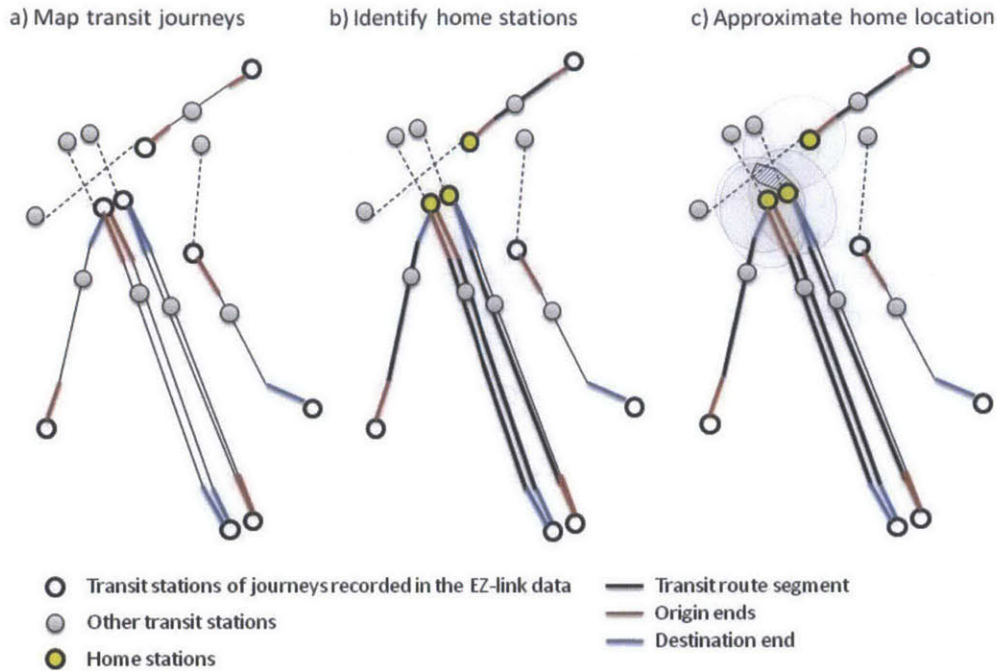 a) Map transit journeys
b) Identify home stations
c) Approximate home location
Transit stations of journeys recorded in the EZ-link data
Other transit stations
Home stations
Transit route segment
Origin ends
Destination end